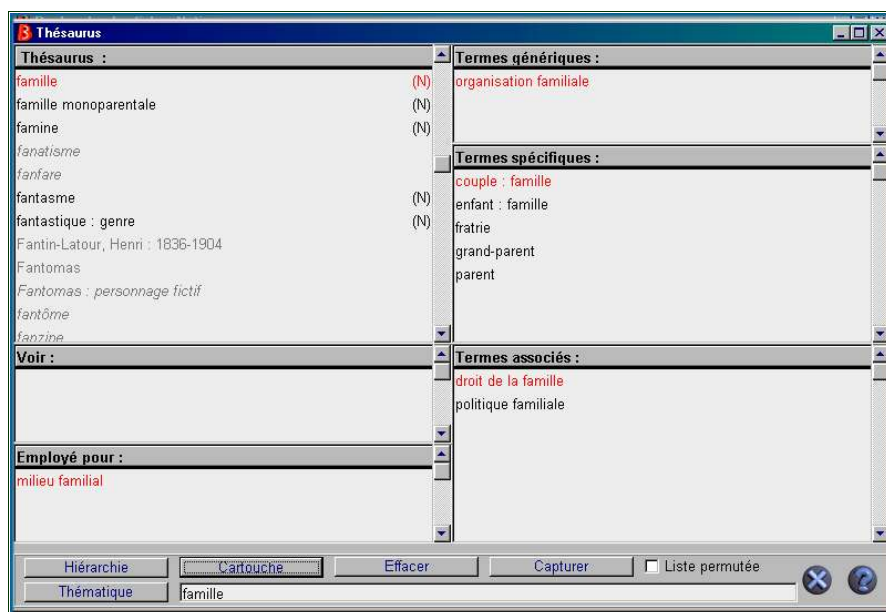 Thésaurus
Thésaurus :
famille (N)
famille monoparentale (N)
famine (N)
fanatisme
fanfare
fantasme (N)
fantastique : genre (N)
Fantin-Latour, Henri : 1836-1904
Fantomas
Fantomas : personnage fictif
fantôme
fanzine
Voir :
Employé pour :
milieu familial
Termes génériques :
organisation familiale
Termes spécifiques :
couple : famille
enfant : famille
fratrie
grand-parent
parent
Termes associés :
droit de la famille
politique familiale
Hiérarchie Cartouche Effacer Capturer Liste permutée
Thématique famille